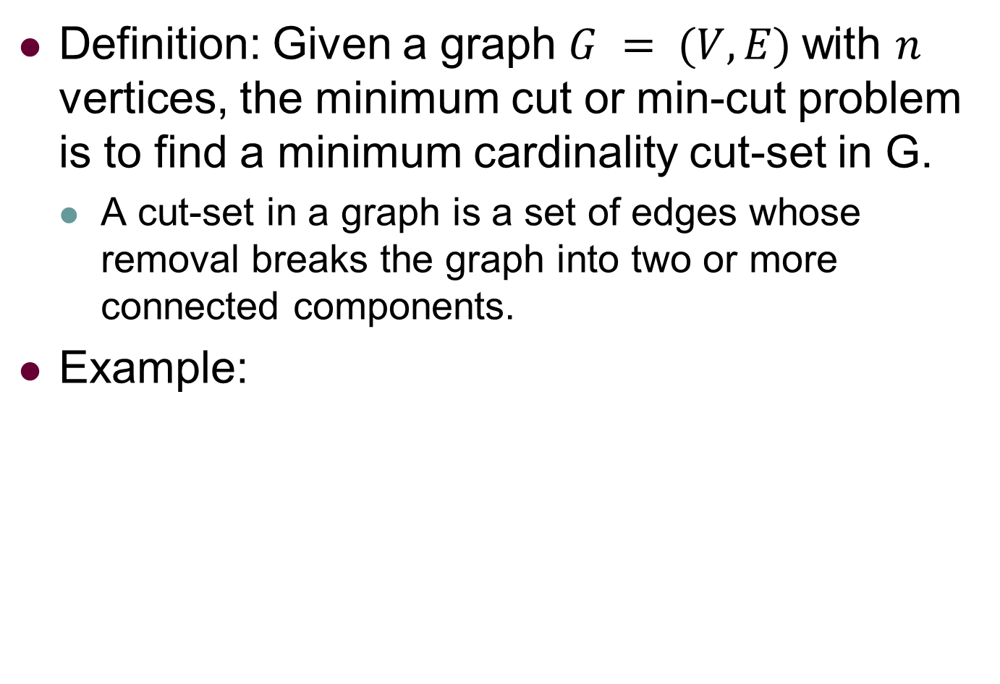 ● Definition: Given a graph 𝐺 = (𝑉, 𝐸) with 𝑛
vertices, the minimum cut or min-cut problem
is to find a minimum cardinality cut-set in G.
● A cut-set in a graph is a set of edges whose
removal breaks the graph into two or more
connected components.
● Example: